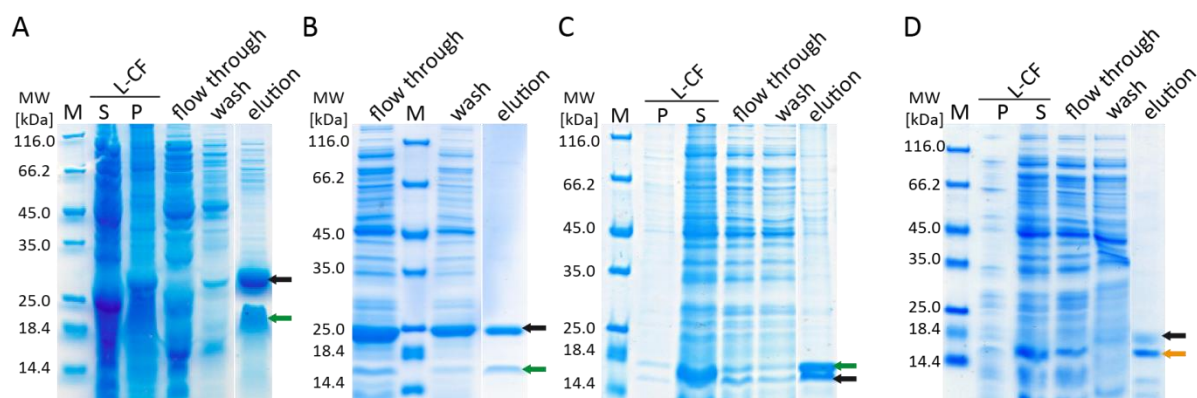 A
MW
[kDa]
M
L-CF
S P
flow through
wash
elution
116.0
66.2
45.0
35.0
25.0
18.4
14.4
B
MW
[kDa]
flow through
M
wash
elution
116.0
66.2
45.0
35.0
25.0
18.4
14.4
C
MW
[kDa]
M
L-CF
P S
flow through
wash
elution
116.0
66.2
45.0
35.0
25.0
18.4
14.4
D
MW
[kDa]
M
L-CF
P S
flow through
wash
elution
116.0
66.2
45.0
35.0
25.0
18.4
14.4